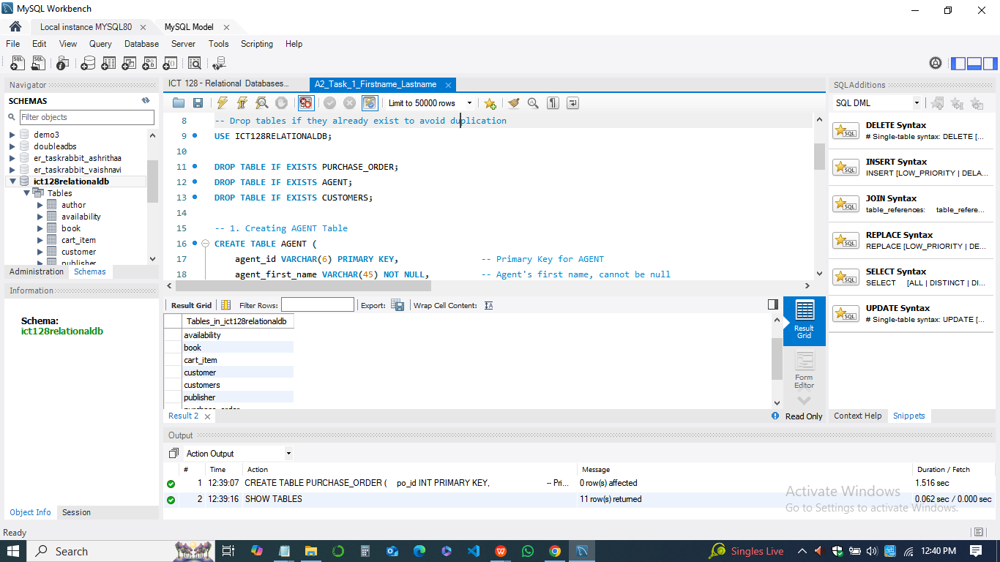 MySQL Workbench
Local instance MYSQL80
MySQL Model
File Edit View Query Database Server Tools Scripting Help
Navigator
SCHEMAS
Filter objects
demo3
doubleadbs
er_taskrabbit_ashrithaa
er_taskrabbit_vaishnavi
ict128relationaldb
Tables
author
availability
book
cart_item
customer
publisher
Administration Schemas
Information
Schema:
ict128relationaldb
Object Info Session
ICT 128 - Relational Databases...
A2_Task_1_Firstname_Lastname
Limit to 50000 rows
8 -- Drop tables if they already exist to avoid duplication
9 USE ICT128RELATIONALDB;
10
11 DROP TABLE IF EXISTS PURCHASE_ORDER;
12 DROP TABLE IF EXISTS AGENT;
13 DROP TABLE IF EXISTS CUSTOMERS;
14
15 -- 1. Creating AGENT Table
16 CREATE TABLE AGENT (
17 agent_id VARCHAR(6) PRIMARY KEY, -- Primary Key for AGENT
18 agent_first_name VARCHAR(45) NOT NULL, -- Agent's first name, cannot be null
Result Grid Filter Rows: Export: Wrap Cell Content:
Tables_in_ict128relationaldb
availability
book
cart_item
customer
customers
publisher
purchase_order
Result Grid
Form Editor
Result 2
Read Only
Output
Action Output
# Time Action Message Duration / Fetch
1 12:39:07 CREATE TABLE PURCHASE_ORDER ( po_id INT PRIMARY KEY, -- Pri... 0 row(s) affected 1.516 sec
2 12:39:16 SHOW TABLES 11 row(s) returned 0.062 sec / 0.000 sec
SQLAdditions
SQL DML
SQL
DELETE Syntax
# Single-table syntax: DELETE [...
SQL
INSERT Syntax
INSERT [LOW_PRIORITY | DELA...
SQL
JOIN Syntax
table_references: table_refere...
SQL
REPLACE Syntax
REPLACE [LOW_PRIORITY | DE...
SQL
SELECT Syntax
SELECT [ALL | DISTINCT | DI...
SQL
UPDATE Syntax
# Single-table syntax: UPDATE [...
Context Help Snippets
Activate Windows
Go to Settings to activate Windows.
Ready
Search
Singles Live
12:40 PM